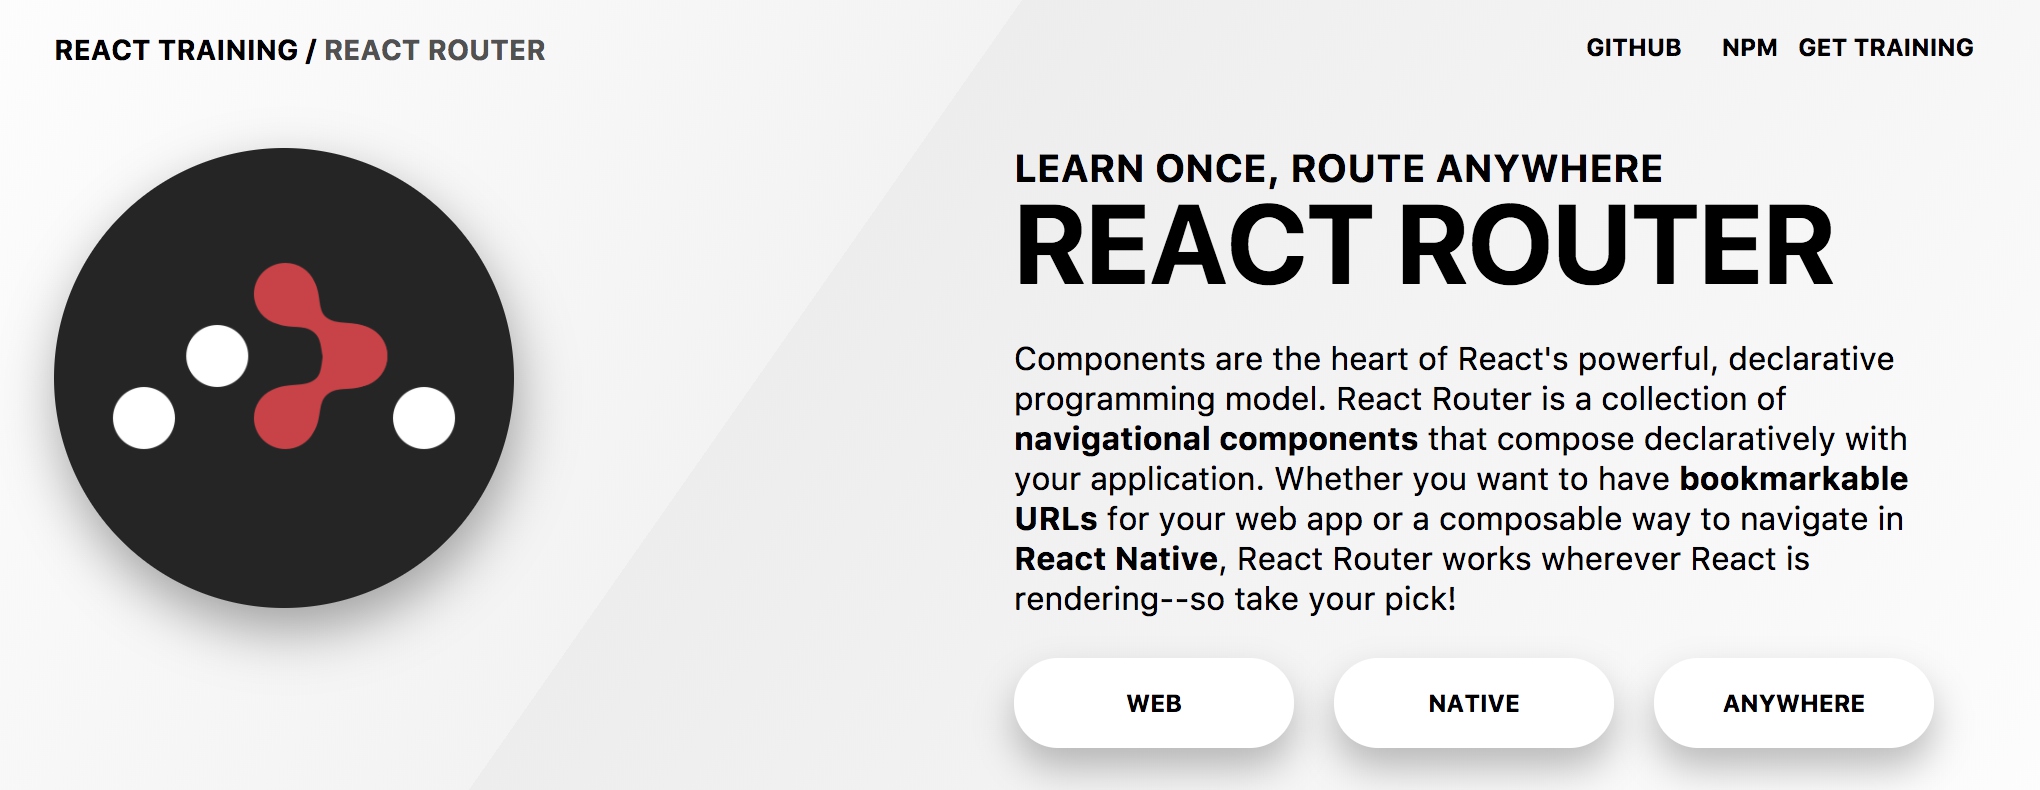 REACT TRAINING / REACT ROUTER
GITHUB NPM GET TRAINING
LEARN ONCE, ROUTE ANYWHERE
REACT ROUTER
Components are the heart of React's powerful, declarative
programming model. React Router is a collection of
navigational components that compose declaratively with
your application. Whether you want to have bookmarkable
URLs for your web app or a composable way to navigate in
React Native, React Router works wherever React is
rendering--so take your pick!
WEB NATIVE ANYWHERE